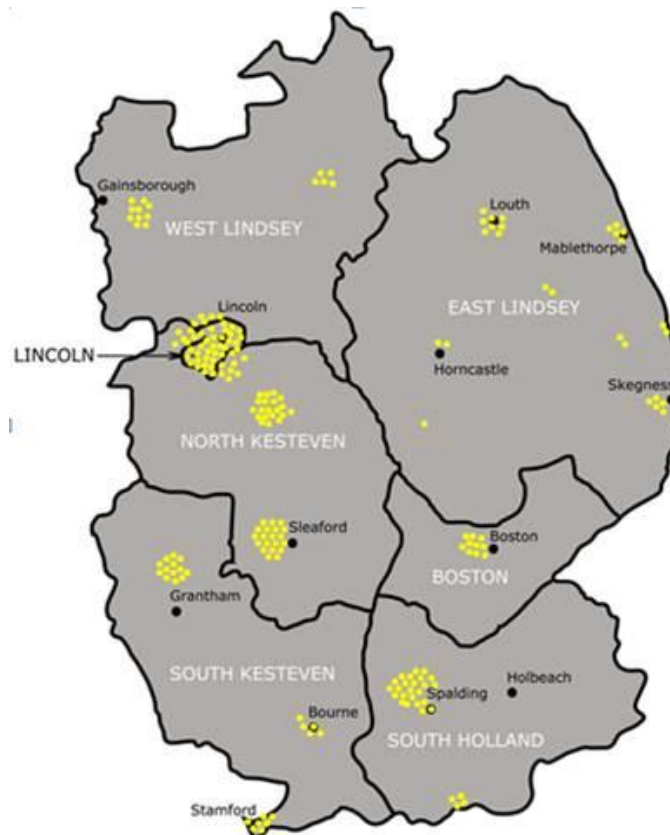 Gainsborough
WEST LINDSEY
Louth
Mablethorpe
Lincoln
EAST LINDSEY
LINCOLN
Horncastle
Skegness
NORTH KESTEVEN
Sleaford
Boston
BOSTON
Grantham
SOUTH KESTEVEN
Holbeach
Spalding
Bourne
SOUTH HOLLAND
Stamford